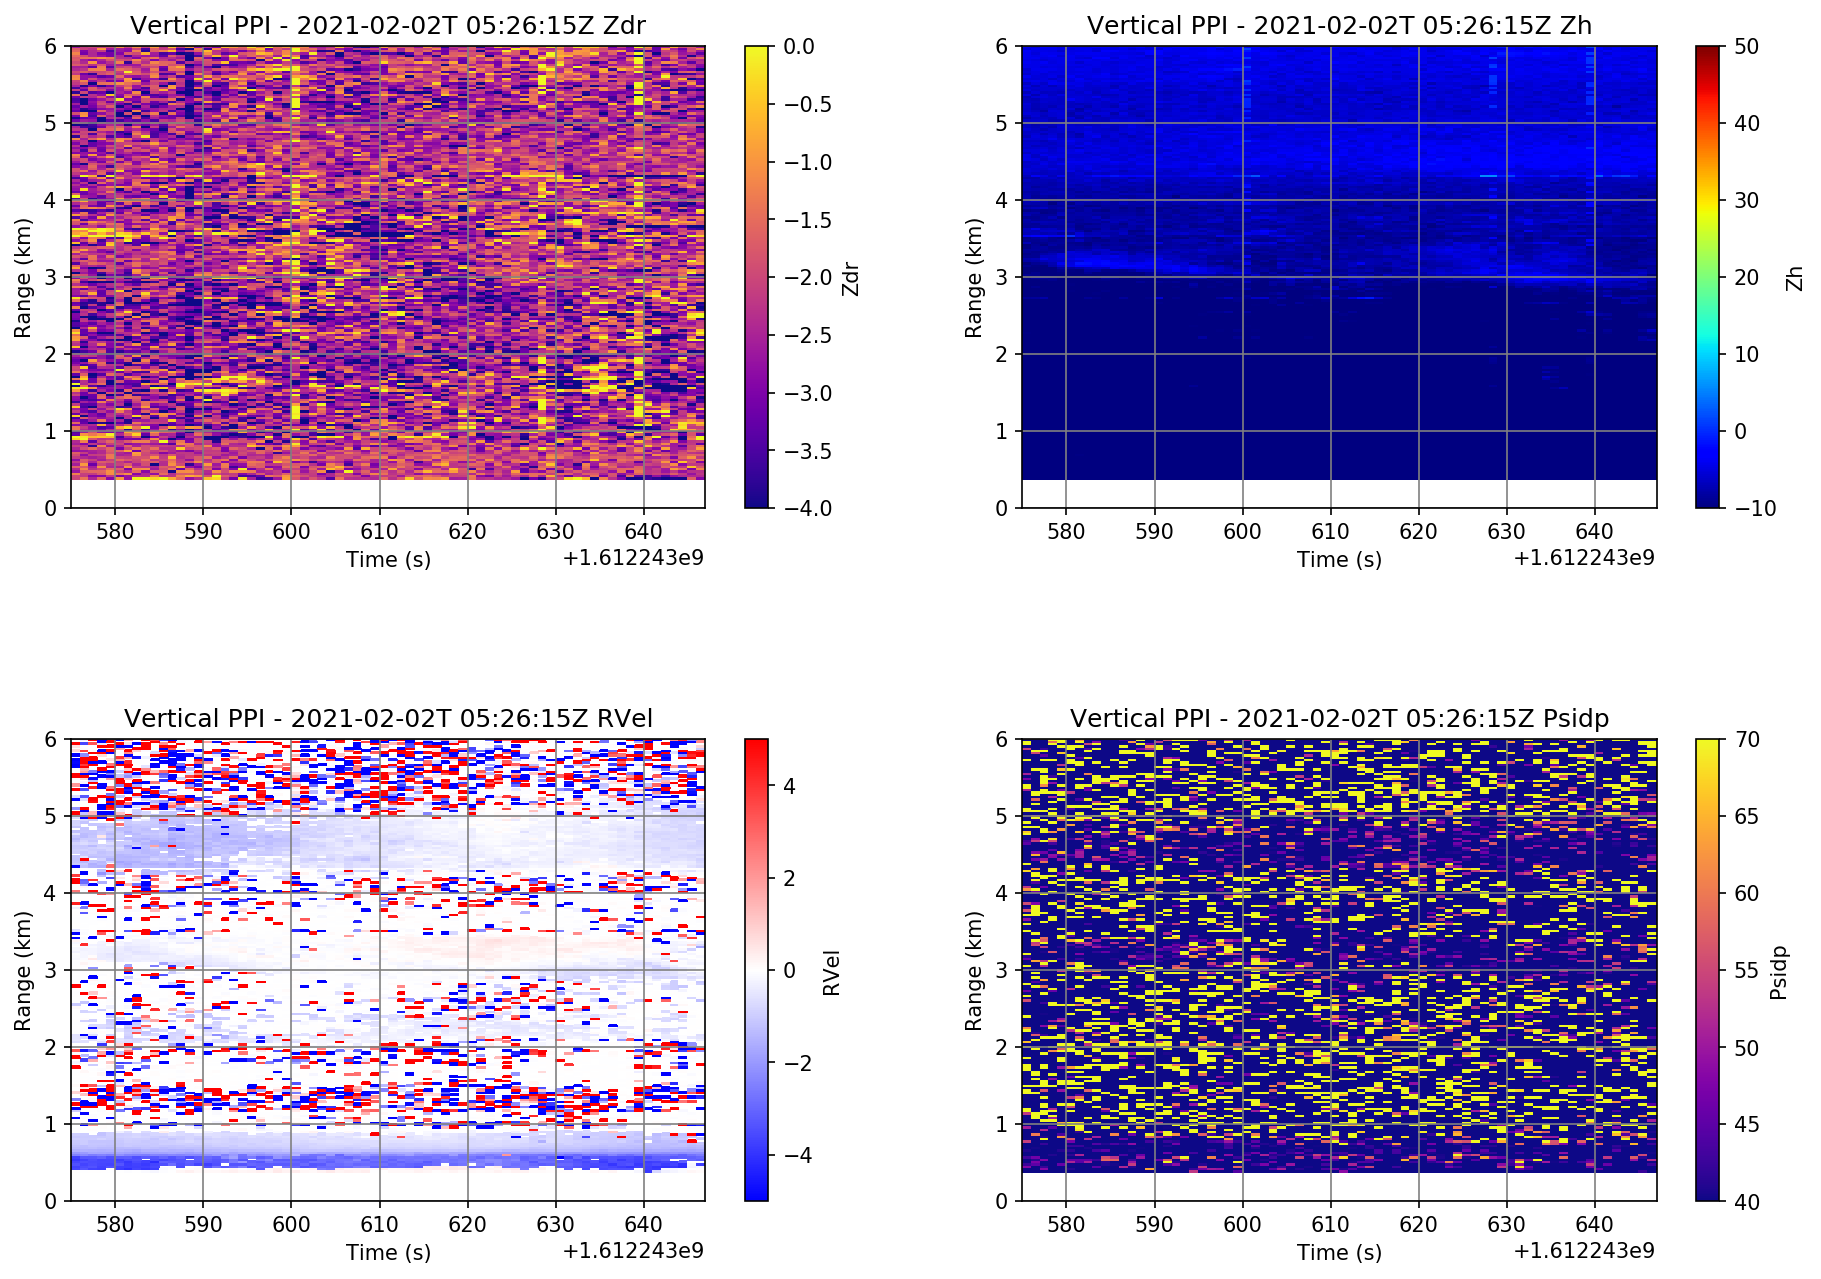 Vertical PPI - 2021-02-02T 05:26:15Z Zdr
6
5
4
3
2
1
0
Range (km)
580 590 600 610 620 630 640
Time (s)
+1.612243e9
0.0
−0.5
−1.0
−1.5
−2.0
−2.5
−3.0
−3.5
−4.0
Zdr
Vertical PPI - 2021-02-02T 05:26:15Z Zh
6
5
4
3
2
1
0
Range (km)
580 590 600 610 620 630 640
Time (s)
+1.612243e9
50
40
30
20
10
0
−10
Zh
Vertical PPI - 2021-02-02T 05:26:15Z RVel
6
5
4
3
2
1
0
Range (km)
580 590 600 610 620 630 640
Time (s)
+1.612243e9
4
2
0
−2
−4
RVel
Vertical PPI - 2021-02-02T 05:26:15Z Psidp
6
5
4
3
2
1
0
Range (km)
580 590 600 610 620 630 640
Time (s)
+1.612243e9
70
65
60
55
50
45
40
Psidp